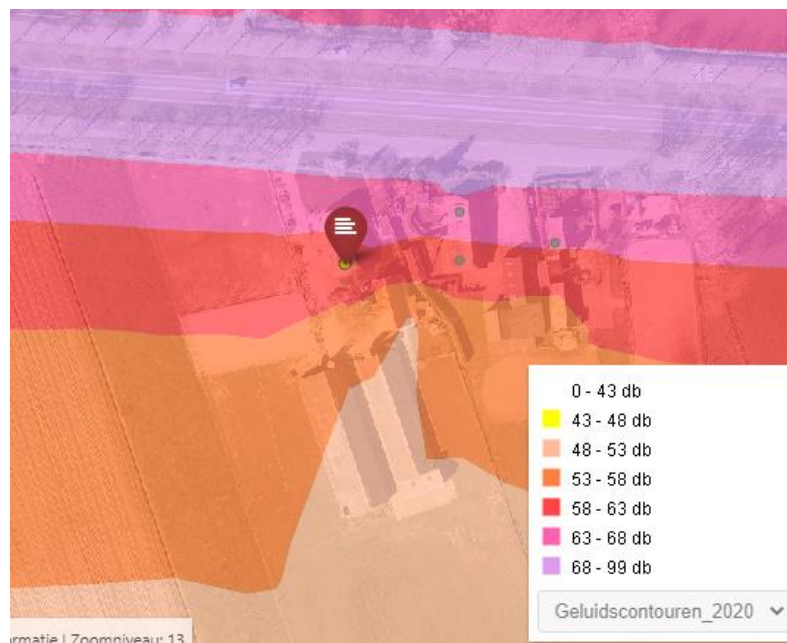 0 - 43 db
43 - 48 db
48 - 53 db
53 - 58 db
58 - 63 db
63 - 68 db
68 - 99 db
Geluidscontouren_2020
ormatie | Zoomniveau: 13